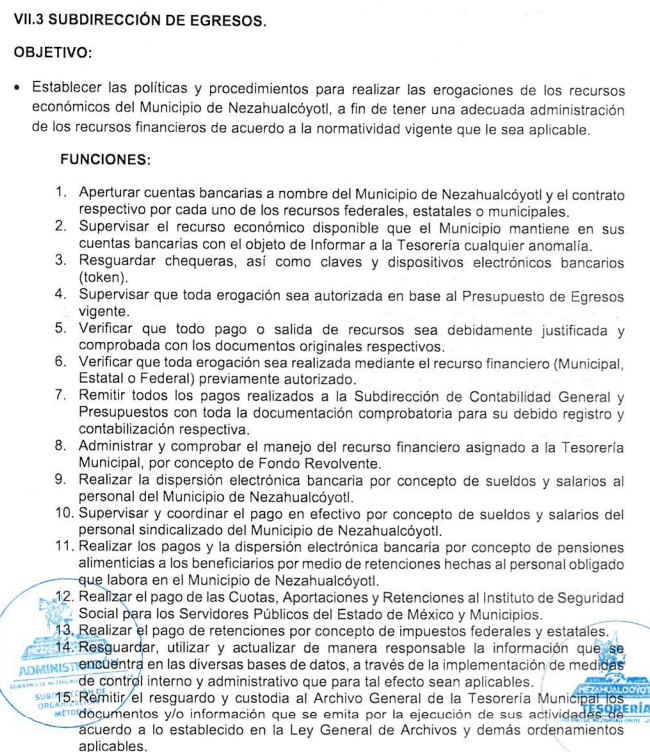 VII.3 SUBDIRECCIÓN DE EGRESOS.
OBJETIVO:
• Establecer las políticas y procedimientos para realizar las erogaciones de los recursos
económicos del Municipio de Nezahualcóyotl, a fin de tener una adecuada administración
de los recursos financieros de acuerdo a la normatividad vigente que le sea aplicable.
FUNCIONES:
1. Aperturar cuentas bancarias a nombre del Municipio de Nezahualcóyotl y el contrato
respectivo por cada uno de los recursos federales, estatales o municipales.
2. Supervisar el recurso económico disponible que el Municipio mantiene en sus
cuentas bancarias con el objeto de Informar a la Tesorería cualquier anomalía.
3. Resguardar chequeras, así como claves y dispositivos electrónicos bancarios
(token).
4. Supervisar que toda erogación sea autorizada en base al Presupuesto de Egresos
vigente.
5. Verificar que todo pago o salida de recursos sea debidamente justificada y
comprobada con los documentos originales respectivos.
6. Verificar que toda erogación sea realizada mediante el recurso financiero (Municipal,
Estatal o Federal) previamente autorizado.
7. Remitir todos los pagos realizados a la Subdirección de Contabilidad General y
Presupuestos con toda la documentación comprobatoria para su debido registro y
contabilización respectiva.
8. Administrar y comprobar el manejo del recurso financiero asignado a la Tesorería
Municipal, por concepto de Fondo Revolvente.
9. Realizar la dispersión electrónica bancaria por concepto de sueldos y salarios al
personal del Municipio de Nezahualcóyotl.
10. Supervisar y coordinar el pago en efectivo por concepto de sueldos y salarios del
personal sindicalizado del Municipio de Nezahualcóyotl.
11. Realizar los pagos y la dispersión electrónica bancaria por concepto de pensiones
alimenticias a los beneficiarios por medio de retenciones hechas al personal obligado
que labora en el Municipio de Nezahualcóyotl.
12. Realizar el pago de las Cuotas, Aportaciones y Retenciones al Instituto de Seguridad
Social para los Servidores Públicos del Estado de México y Municipios.
13. Realizar el pago de retenciones por concepto de impuestos federales y estatales.
14. Resguardar, utilizar y actualizar de manera responsable la información que se
encuentra en las diversas bases de datos, a través de la implementación de medidas
de control interno y administrativo que para tal efecto sean aplicables.
15. Remitir el resguardo y custodia al Archivo General de la Tesorería Municipal los
documentos y/o información que se emita por la ejecución de sus actividades de
acuerdo a lo establecido en la Ley General de Archivos y demás ordenamientos
aplicables.
ADMINISTRACIÓN
SUBDIRECCIÓN DE
NEZAHUALCÓYOTL
TESORERÍA